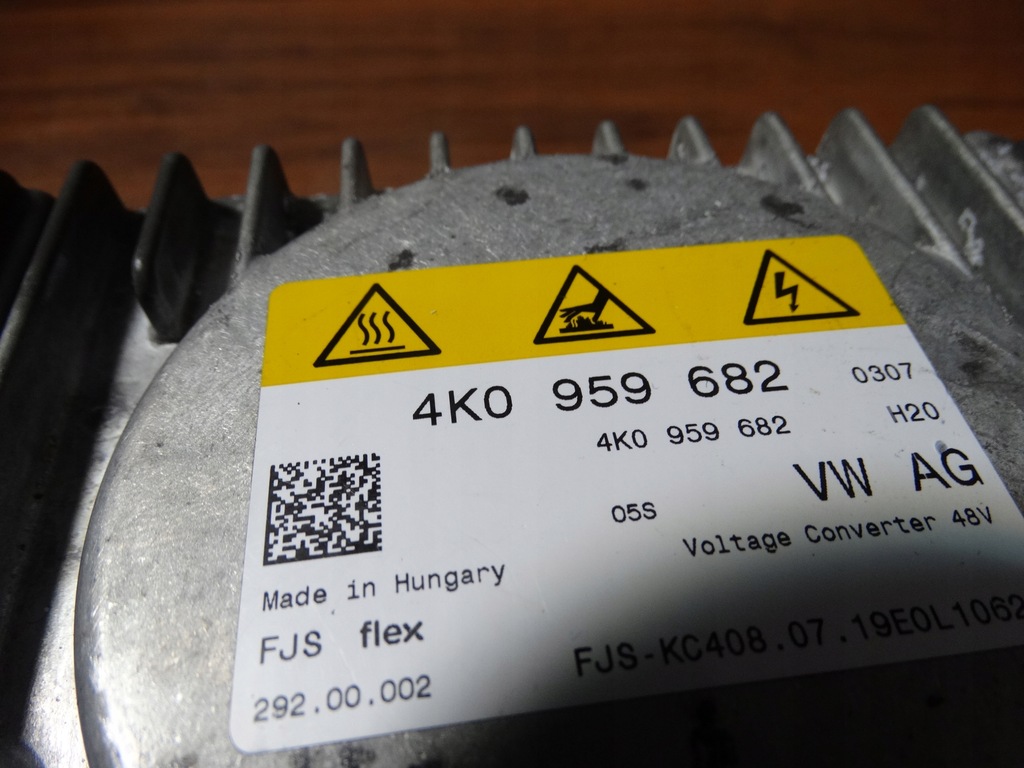 4K0 959 682 0307
4K0 959 682 H20
05S VW AG
Voltage Converter 48V
Made in Hungary
FJS flex
FJS-KC408.07.19E0L1062
292.00.002